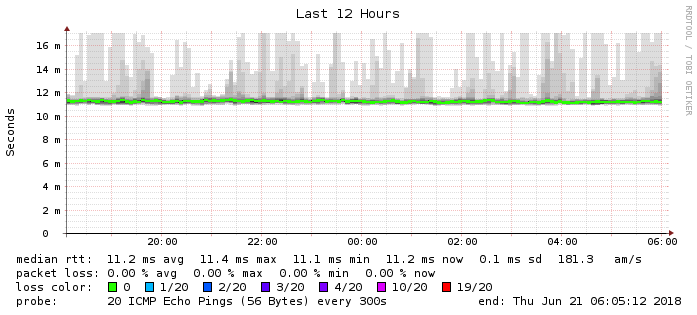 Last 12 Hours
RRDTOOL / TOBI OETIKER
Seconds
16 m
14 m
12 m
10 m
8 m
6 m
4 m
2 m
0
20:00 22:00 00:00 02:00 04:00 06:00
median rtt: 11.2 ms avg 11.4 ms max 11.1 ms min 11.2 ms now 0.1 ms sd 181.3 am/s
packet loss: 0.00 % avg 0.00 % max 0.00 % min 0.00 % now
loss color: 0 1/20 2/20 3/20 4/20 10/20 19/20
probe: 20 ICMP Echo Pings (56 Bytes) every 300s end: Thu Jun 21 06:05:12 2018